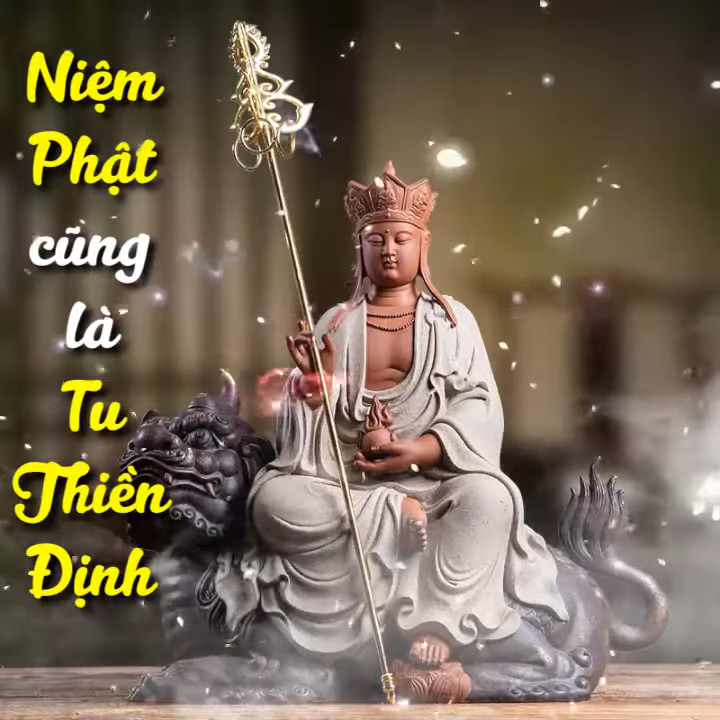 Niệm
Phật
cũng
là
Tu
Thiền
Định